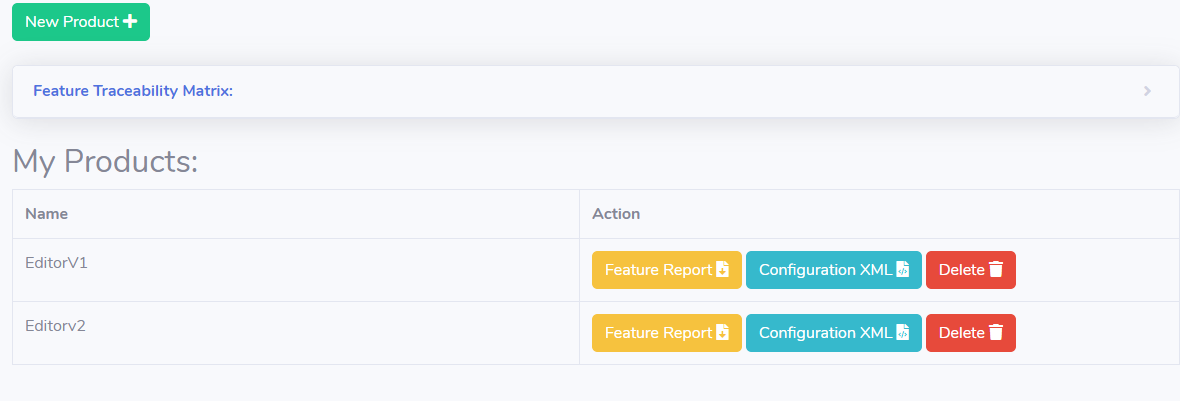 New Product
Feature Traceability Matrix:
My Products:
Name Action
EditorV1 Feature Report Configuration XML Delete
Editorv2 Feature Report Configuration XML Delete